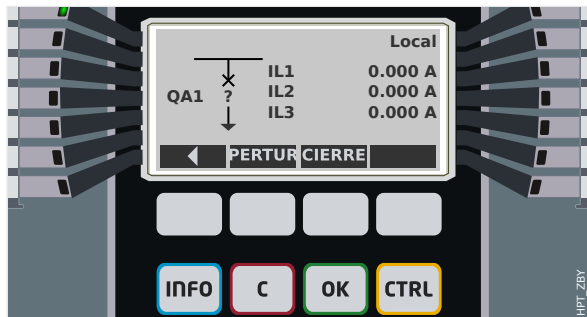 Local
IL1 0.000 A
QA1 ? IL2 0.000 A
IL3 0.000 A
PERTUR CIERRE
INFO C OK CTRL
HPT_ZBY